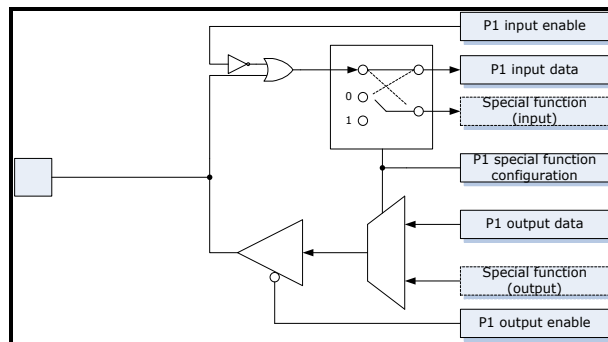 P1 input enable
P1 input data
0
Special function
(input)
1
P1 special function
configuration
P1 output data
Special function
(output)
P1 output enable